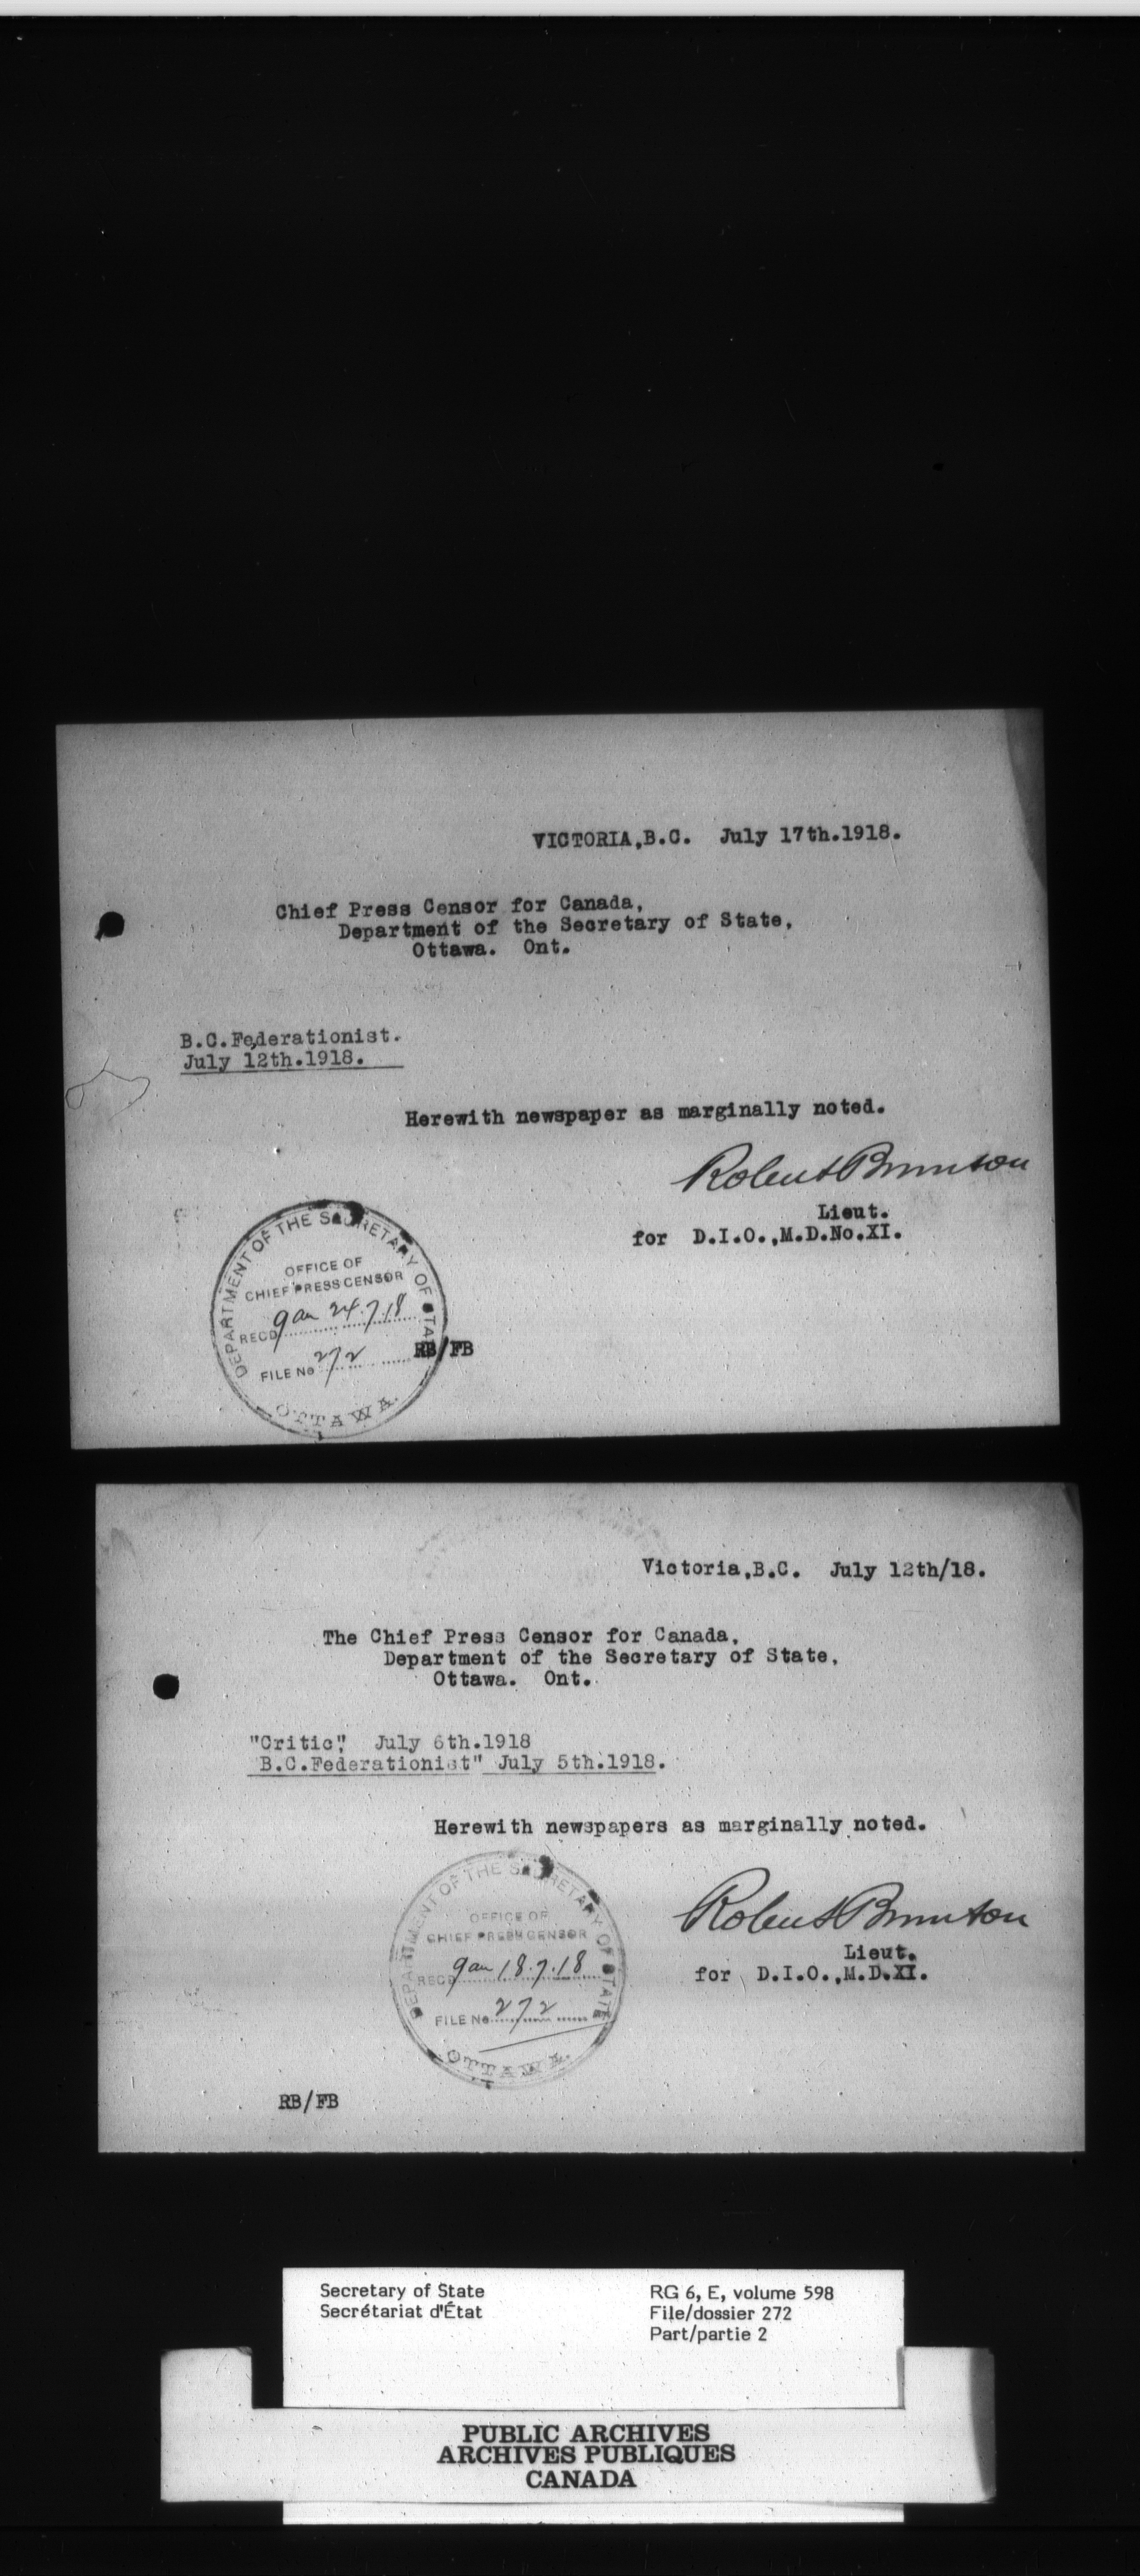 VICTORIA,B.C. July 17th.1918.
Chief Press Censor for Canada,
Department of the Secretary of State,
Ottawa. Ont.
B.C.Federationist.
July 12th.1918.
Herewith newspaper as marginally noted.
Robert Brunton
Lieut.
for D.I.O.,M.D.No.XI.
DEPARTMENT OF THE SECRETARY OF STATE
OFFICE OF
CHIEF PRESS CENSOR
RECD 9am 24.7.18
FILE No 272
OTTAWA.
RB/FB
Victoria,B.C. July 12th/18.
The Chief Press Censor for Canada,
Department of the Secretary of State,
Ottawa. Ont.
"Critic", July 6th.1918
B.C.Federationist" July 5th.1918.
Herewith newspapers as marginally noted.
Robert Brunton
Lieut.
for D.I.O.,M.D.XI.
DEPARTMENT OF THE SECRETARY OF STATE
OFFICE OF
CHIEF PRESS CENSOR
RECD 9am 18.7.18
FILE No 272
OTTAWA.
RB/FB
Secretary of State
Secrétariat d'État
RG 6, E, volume 598
File/dossier 272
Part/partie 2
PUBLIC ARCHIVES
ARCHIVES PUBLIQUES
CANADA